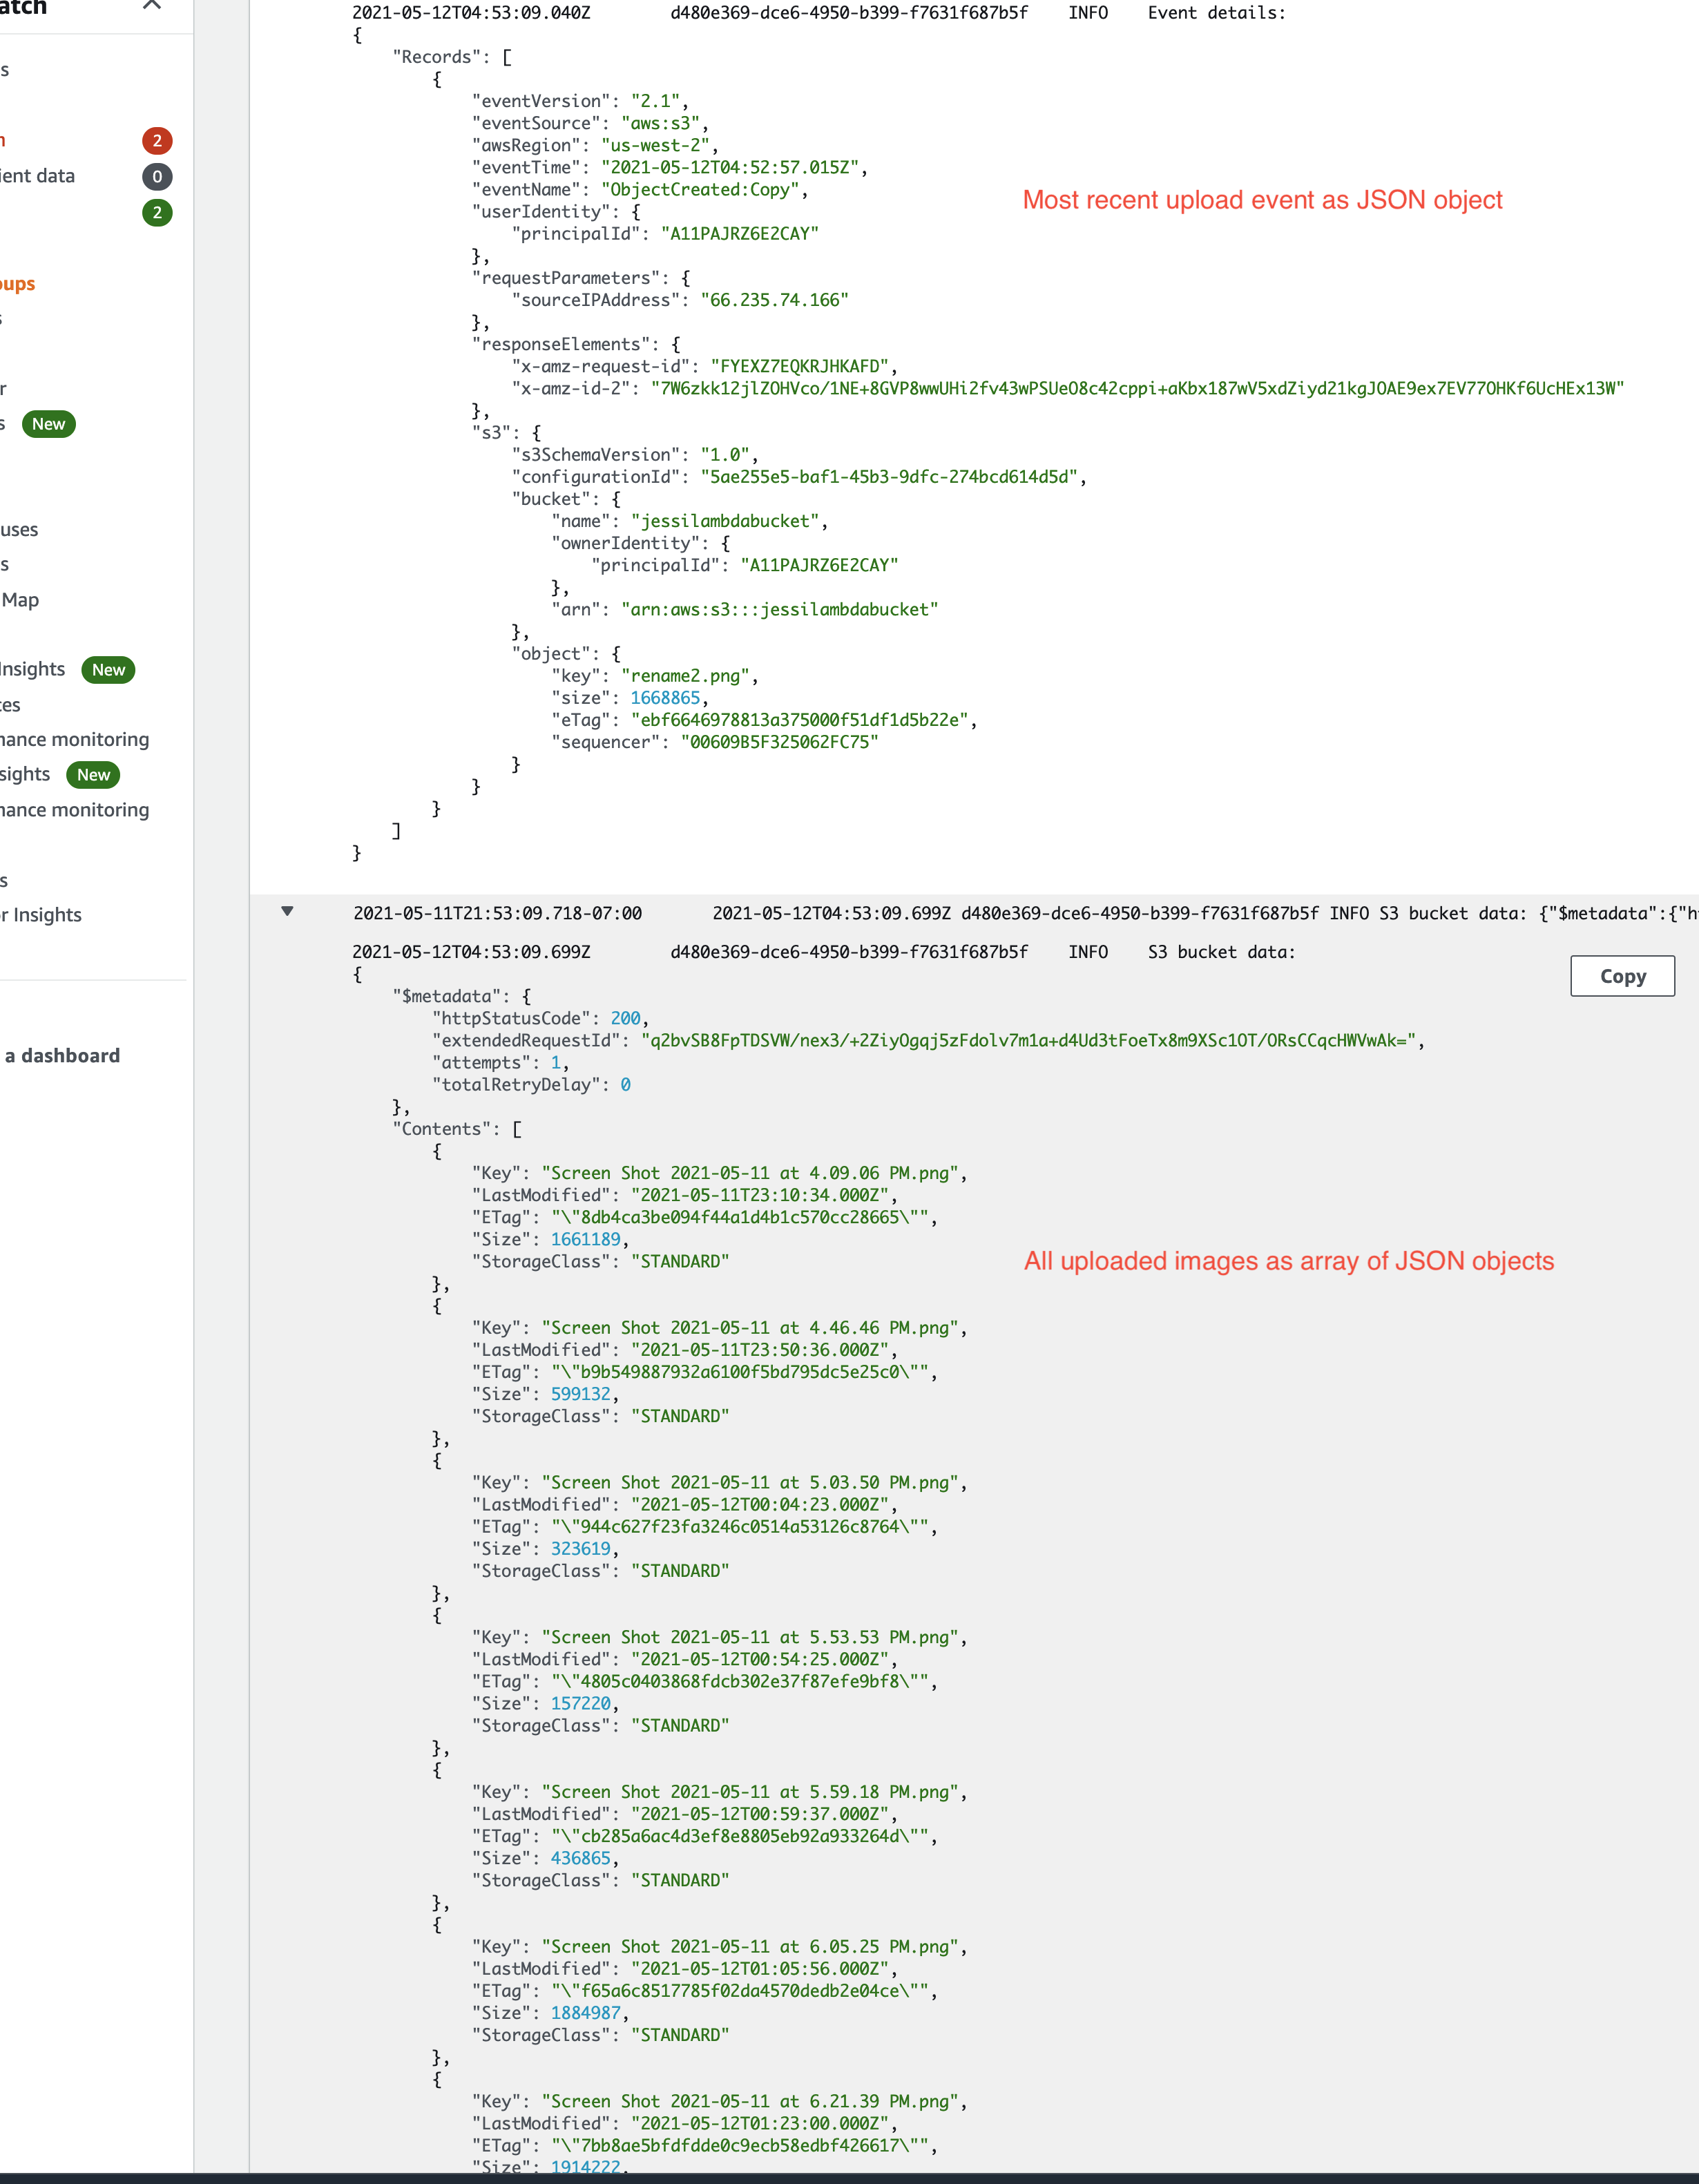 atch
s
n 2
ient data 0
2
oups
s
r
s New
uses
s
Map
Insights New
ces
mance monitoring
sights New
mance monitoring
s
r Insights
a dashboard
2021-05-12T04:53:09.040Z d480e369-dce6-4950-b399-f7631f687b5f INFO Event details:
{
"Records": [
{
"eventVersion": "2.1",
"eventSource": "aws:s3",
"awsRegion": "us-west-2",
"eventTime": "2021-05-12T04:52:57.015Z",
"eventName": "ObjectCreated:Copy",
Most recent upload event as JSON object
"userIdentity": {
"principalId": "A11PAJRZ6E2CAY"
},
"requestParameters": {
"sourceIPAddress": "66.235.74.166"
},
"responseElements": {
"x-amz-request-id": "FYEXZ7EQKRJHKAFD",
"x-amz-id-2": "7W6zkk12jlZOHVco/1NE+8GVP8wwUHi2fv43wPSUeO8c42cppi+aKbx187wV5xdZiyd21kgJOAE9ex7EV77OHKf6UcHEx13W"
},
"s3": {
"s3SchemaVersion": "1.0",
"configurationId": "5ae255e5-baf1-45b3-9dfc-274bcd614d5d",
"bucket": {
"name": "jessilambdabucket",
"ownerIdentity": {
"principalId": "A11PAJRZ6E2CAY"
},
"arn": "arn:aws:s3:::jessilambdabucket"
},
"object": {
"key": "rename2.png",
"size": 1668865,
"eTag": "ebf6646978813a375000f51df1d5b22e",
"sequencer": "00609B5F325062FC75"
}
}
}
]
}
2021-05-11T21:53:09.718-07:00 2021-05-12T04:53:09.699Z d480e369-dce6-4950-b399-f7631f687b5f INFO S3 bucket data: {"$metadata":{"h
2021-05-12T04:53:09.699Z d480e369-dce6-4950-b399-f7631f687b5f INFO S3 bucket data:
Copy
{
"$metadata": {
"httpStatusCode": 200,
"extendedRequestId": "q2bvSB8FpTDSVW/nex3/+2ZiyOgqj5zFdolv7m1a+d4Ud3tFoeTx8m9XSc1OT/ORsCCqcHWVwAk=",
"attempts": 1,
"totalRetryDelay": 0
},
"Contents": [
{
"Key": "Screen Shot 2021-05-11 at 4.09.06 PM.png",
"LastModified": "2021-05-11T23:10:34.000Z",
"ETag": "\"8db4ca3be094f44a1d4b1c570cc28665\"",
"Size": 1661189,
"StorageClass": "STANDARD"
All uploaded images as array of JSON objects
},
{
"Key": "Screen Shot 2021-05-11 at 4.46.46 PM.png",
"LastModified": "2021-05-11T23:50:36.000Z",
"ETag": "\"b9b549887932a6100f5bd795dc5e25c0\"",
"Size": 599132,
"StorageClass": "STANDARD"
},
{
"Key": "Screen Shot 2021-05-11 at 5.03.50 PM.png",
"LastModified": "2021-05-12T00:04:23.000Z",
"ETag": "\"944c627f23fa3246c0514a53126c8764\"",
"Size": 323619,
"StorageClass": "STANDARD"
},
{
"Key": "Screen Shot 2021-05-11 at 5.53.53 PM.png",
"LastModified": "2021-05-12T00:54:25.000Z",
"ETag": "\"4805c0403868fdcb302e37f87efe9bf8\"",
"Size": 157220,
"StorageClass": "STANDARD"
},
{
"Key": "Screen Shot 2021-05-11 at 5.59.18 PM.png",
"LastModified": "2021-05-12T00:59:37.000Z",
"ETag": "\"cb285a6ac4d3ef8e8805eb92a933264d\"",
"Size": 436865,
"StorageClass": "STANDARD"
},
{
"Key": "Screen Shot 2021-05-11 at 6.05.25 PM.png",
"LastModified": "2021-05-12T01:05:56.000Z",
"ETag": "\"f65a6c8517785f02da4570dedb2e04ce\"",
"Size": 1884987,
"StorageClass": "STANDARD"
},
{
"Key": "Screen Shot 2021-05-11 at 6.21.39 PM.png",
"LastModified": "2021-05-12T01:23:00.000Z",
"ETag": "\"7bb8ae5bfdfdde0c9ecb58edbf426617\"",
"Size": 1914222,